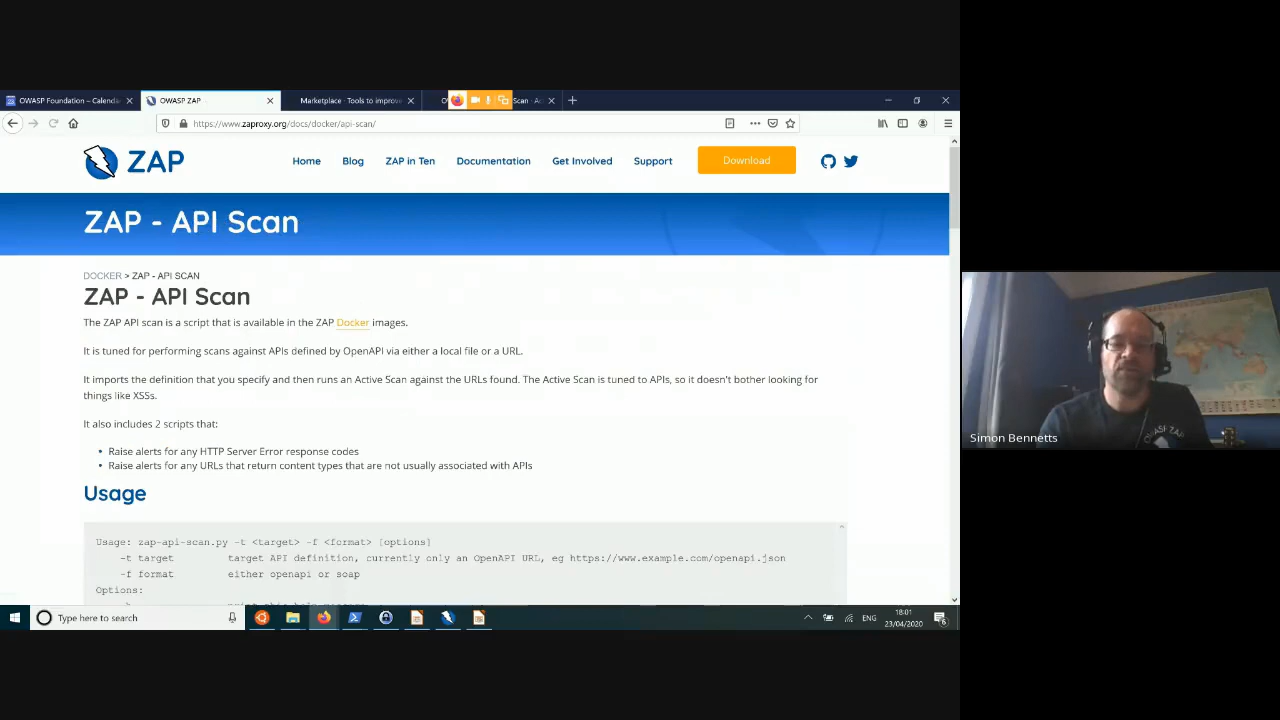 OWASP Foundation – Calenda
OWASP ZAP
Marketplace · Tools to improve
Scan · Ac
https://www.zaproxy.org/docs/docker/api-scan/
ZAP
Home
Blog
ZAP in Ten
Documentation
Get Involved
Support
Download
ZAP - API Scan
DOCKER > ZAP - API SCAN
ZAP - API Scan
The ZAP API scan is a script that is available in the ZAP Docker images.
It is tuned for performing scans against APIs defined by OpenAPI via either a local file or a URL.
It imports the definition that you specify and then runs an Active Scan against the URLs found. The Active Scan is tuned to APIs, so it doesn't bother looking for
things like XSSs.
It also includes 2 scripts that:
• Raise alerts for any HTTP Server Error response codes
• Raise alerts for any URLs that return content types that are not usually associated with APIs
Usage
Usage: zap-api-scan.py -t <target> -f <format> [options]
-t target target API definition, currently only an OpenAPI URL, eg https://www.example.com/openapi.json
-f format either openapi or soap
Options:
OWASP ZAP
Simon Bennetts
Type here to search
ENG
18:01
23/04/2020